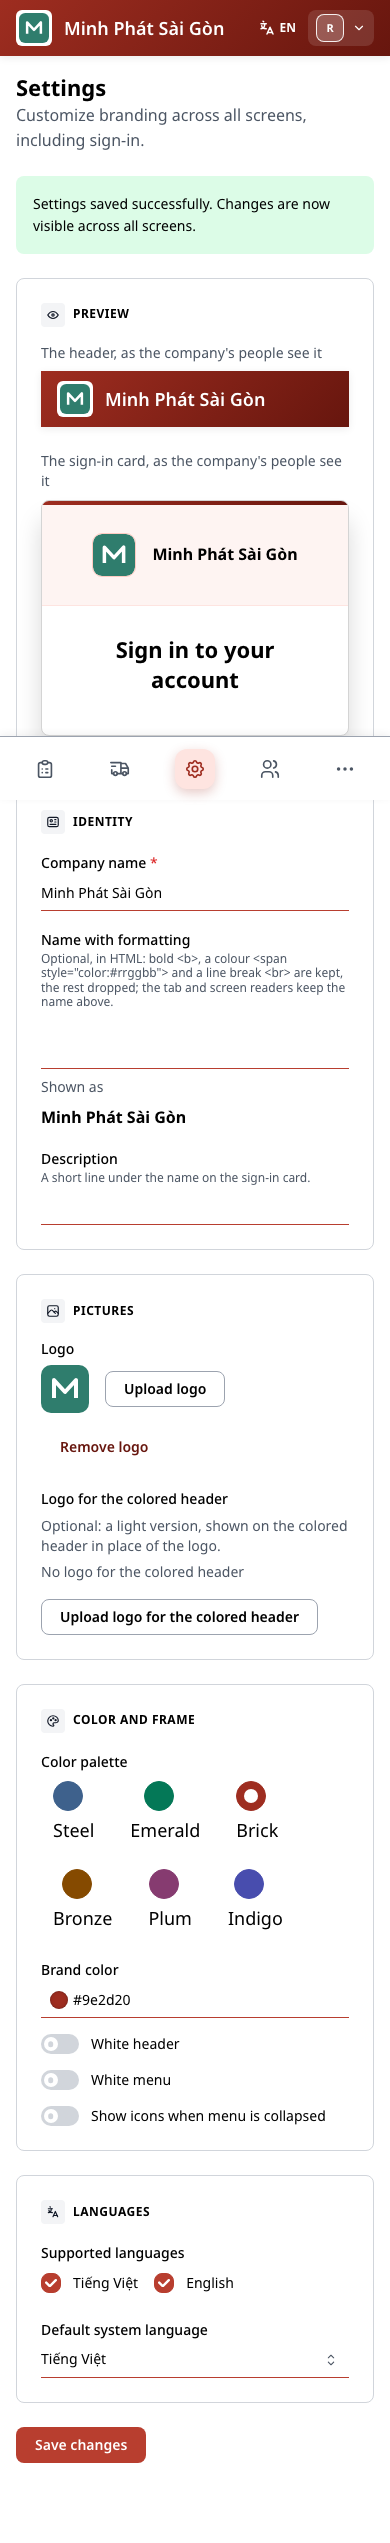 Minh Phát Sài Gòn
EN
R
Settings
Customize branding across all screens,
including sign-in.
Settings saved successfully. Changes are now
visible across all screens.
PREVIEW
The header, as the company's people see it
Minh Phát Sài Gòn
The sign-in card, as the company's people see
it
Minh Phát Sài Gòn
Sign in to your
account
IDENTITY
Company name *
Minh Phát Sài Gòn
Name with formatting
Optional, in HTML: bold <b>, a colour <span
style="color:#rrggbb"> and a line break <br> are kept,
the rest dropped; the tab and screen readers keep the
name above.
Shown as
Minh Phát Sài Gòn
Description
A short line under the name on the sign-in card.
PICTURES
Logo
Upload logo
Remove logo
Logo for the colored header
Optional: a light version, shown on the colored
header in place of the logo.
No logo for the colored header
Upload logo for the colored header
COLOR AND FRAME
Color palette
Steel Emerald Brick
Bronze Plum Indigo
Brand color
#9e2d20
White header
White menu
Show icons when menu is collapsed
LANGUAGES
Supported languages
Tiếng Việt English
Default system language
Tiếng Việt
Save changes